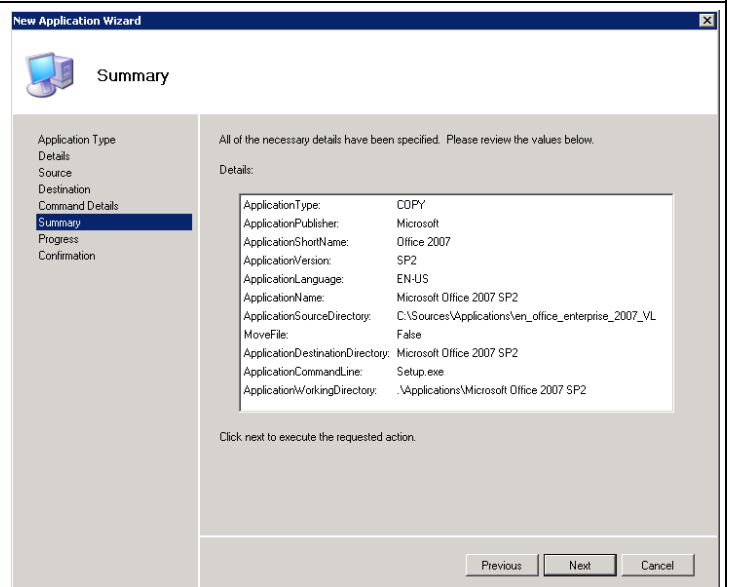 New Application Wizard
Summary
Application Type
Details
Source
Destination
Command Details
Summary
Progress
Confirmation
All of the necessary details have been specified. Please review the values below.
Details:
ApplicationType: COPY
ApplicationPublisher: Microsoft
ApplicationShortName: Office 2007
ApplicationVersion: SP2
ApplicationLanguage: EN-US
ApplicationName: Microsoft Office 2007 SP2
ApplicationSourceDirectory: C:\Sources\Applications\en_office_enterprise_2007_VL
MoveFile: False
ApplicationDestinationDirectory: Microsoft Office 2007 SP2
ApplicationCommandLine: Setup.exe
ApplicationWorkingDirectory: .\Applications\Microsoft Office 2007 SP2
Click next to execute the requested action.
Previous Next Cancel